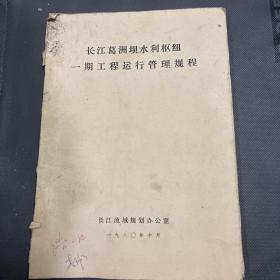 长江葛洲坝水利枢纽
一期工程运行管理规程
长江流域规划办公室
一九八〇年十月